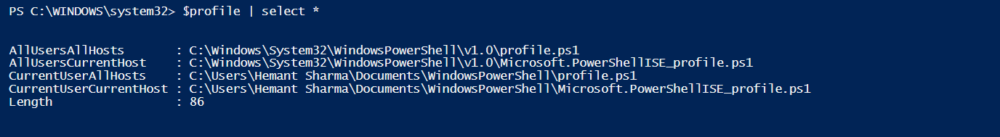 PS C:\WINDOWS\system32> $profile | select *
AllUsersAllHosts       : C:\Windows\System32\WindowsPowerShell\v1.0\profile.ps1
AllUsersCurrentHost    : C:\Windows\System32\WindowsPowerShell\v1.0\Microsoft.PowerShellISE_profile.ps1
CurrentUserAllHosts    : C:\Users\Hemant Sharma\Documents\WindowsPowerShell\profile.ps1
CurrentUserCurrentHost : C:\Users\Hemant Sharma\Documents\WindowsPowerShell\Microsoft.PowerShellISE_profile.ps1
Length                 : 86